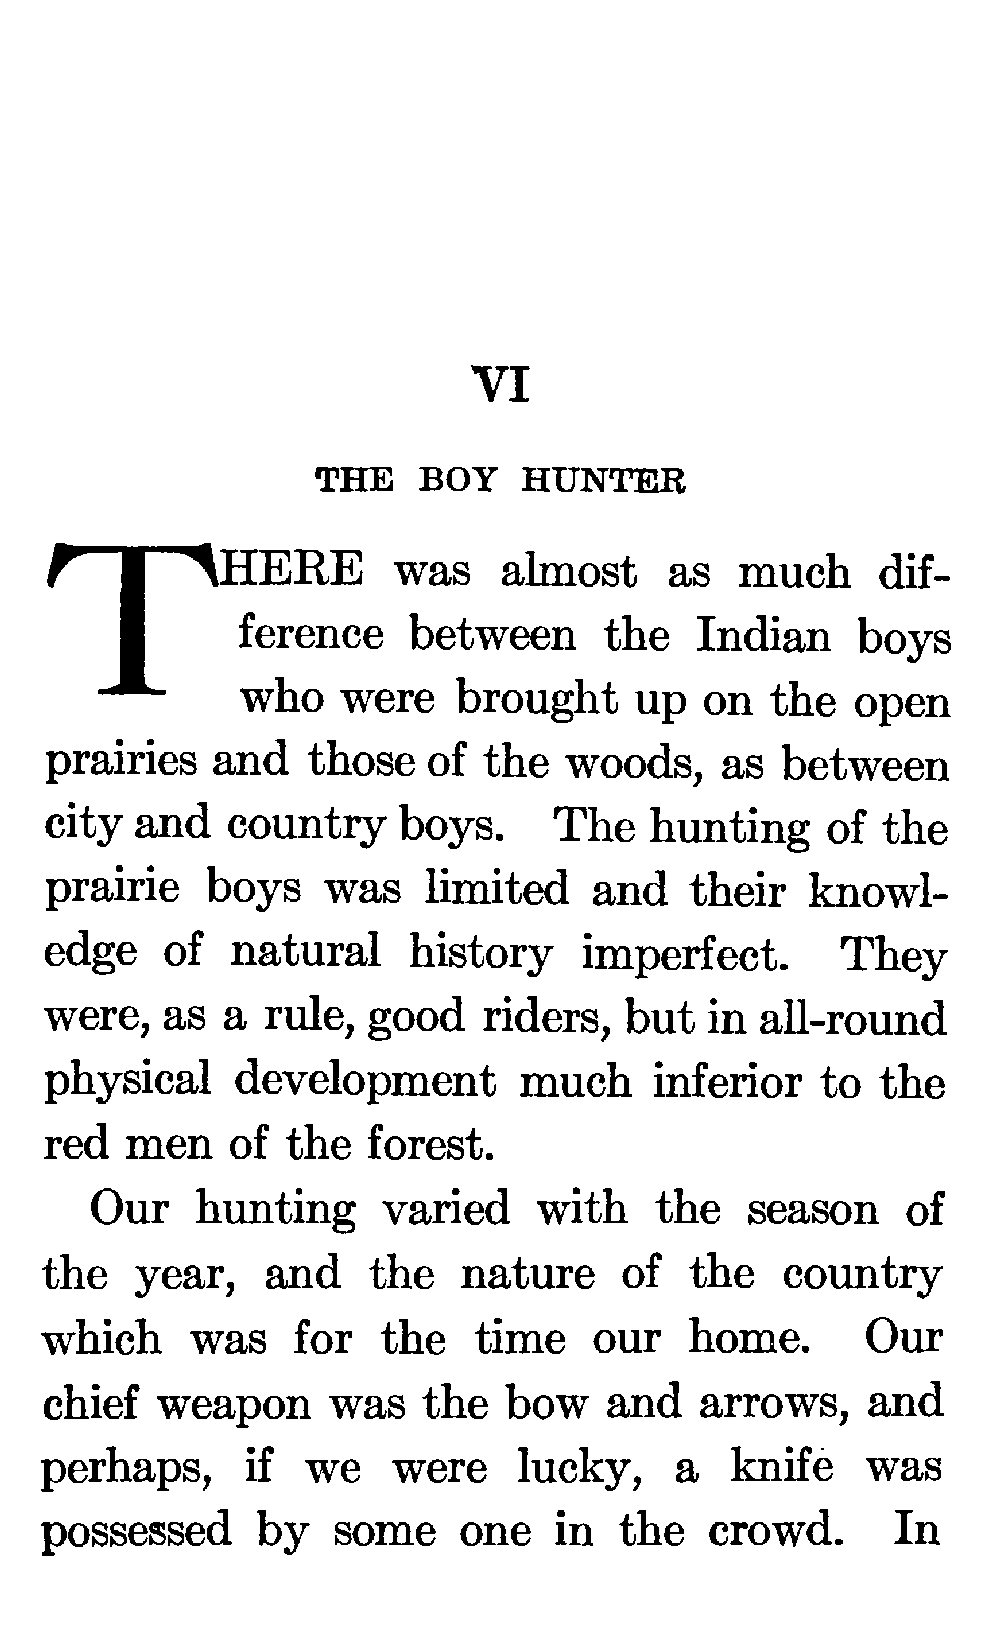 VI
THE BOY HUNTER
THERE was almost as much dif-
ference between the Indian boys
who were brought up on the open
prairies and those of the woods, as between
city and country boys. The hunting of the
prairie boys was limited and their knowl-
edge of natural history imperfect. They
were, as a rule, good riders, but in all-round
physical development much inferior to the
red men of the forest.
Our hunting varied with the season of
the year, and the nature of the country
which was for the time our home. Our
chief weapon was the bow and arrows, and
perhaps, if we were lucky, a knife was
possessed by some one in the crowd. In